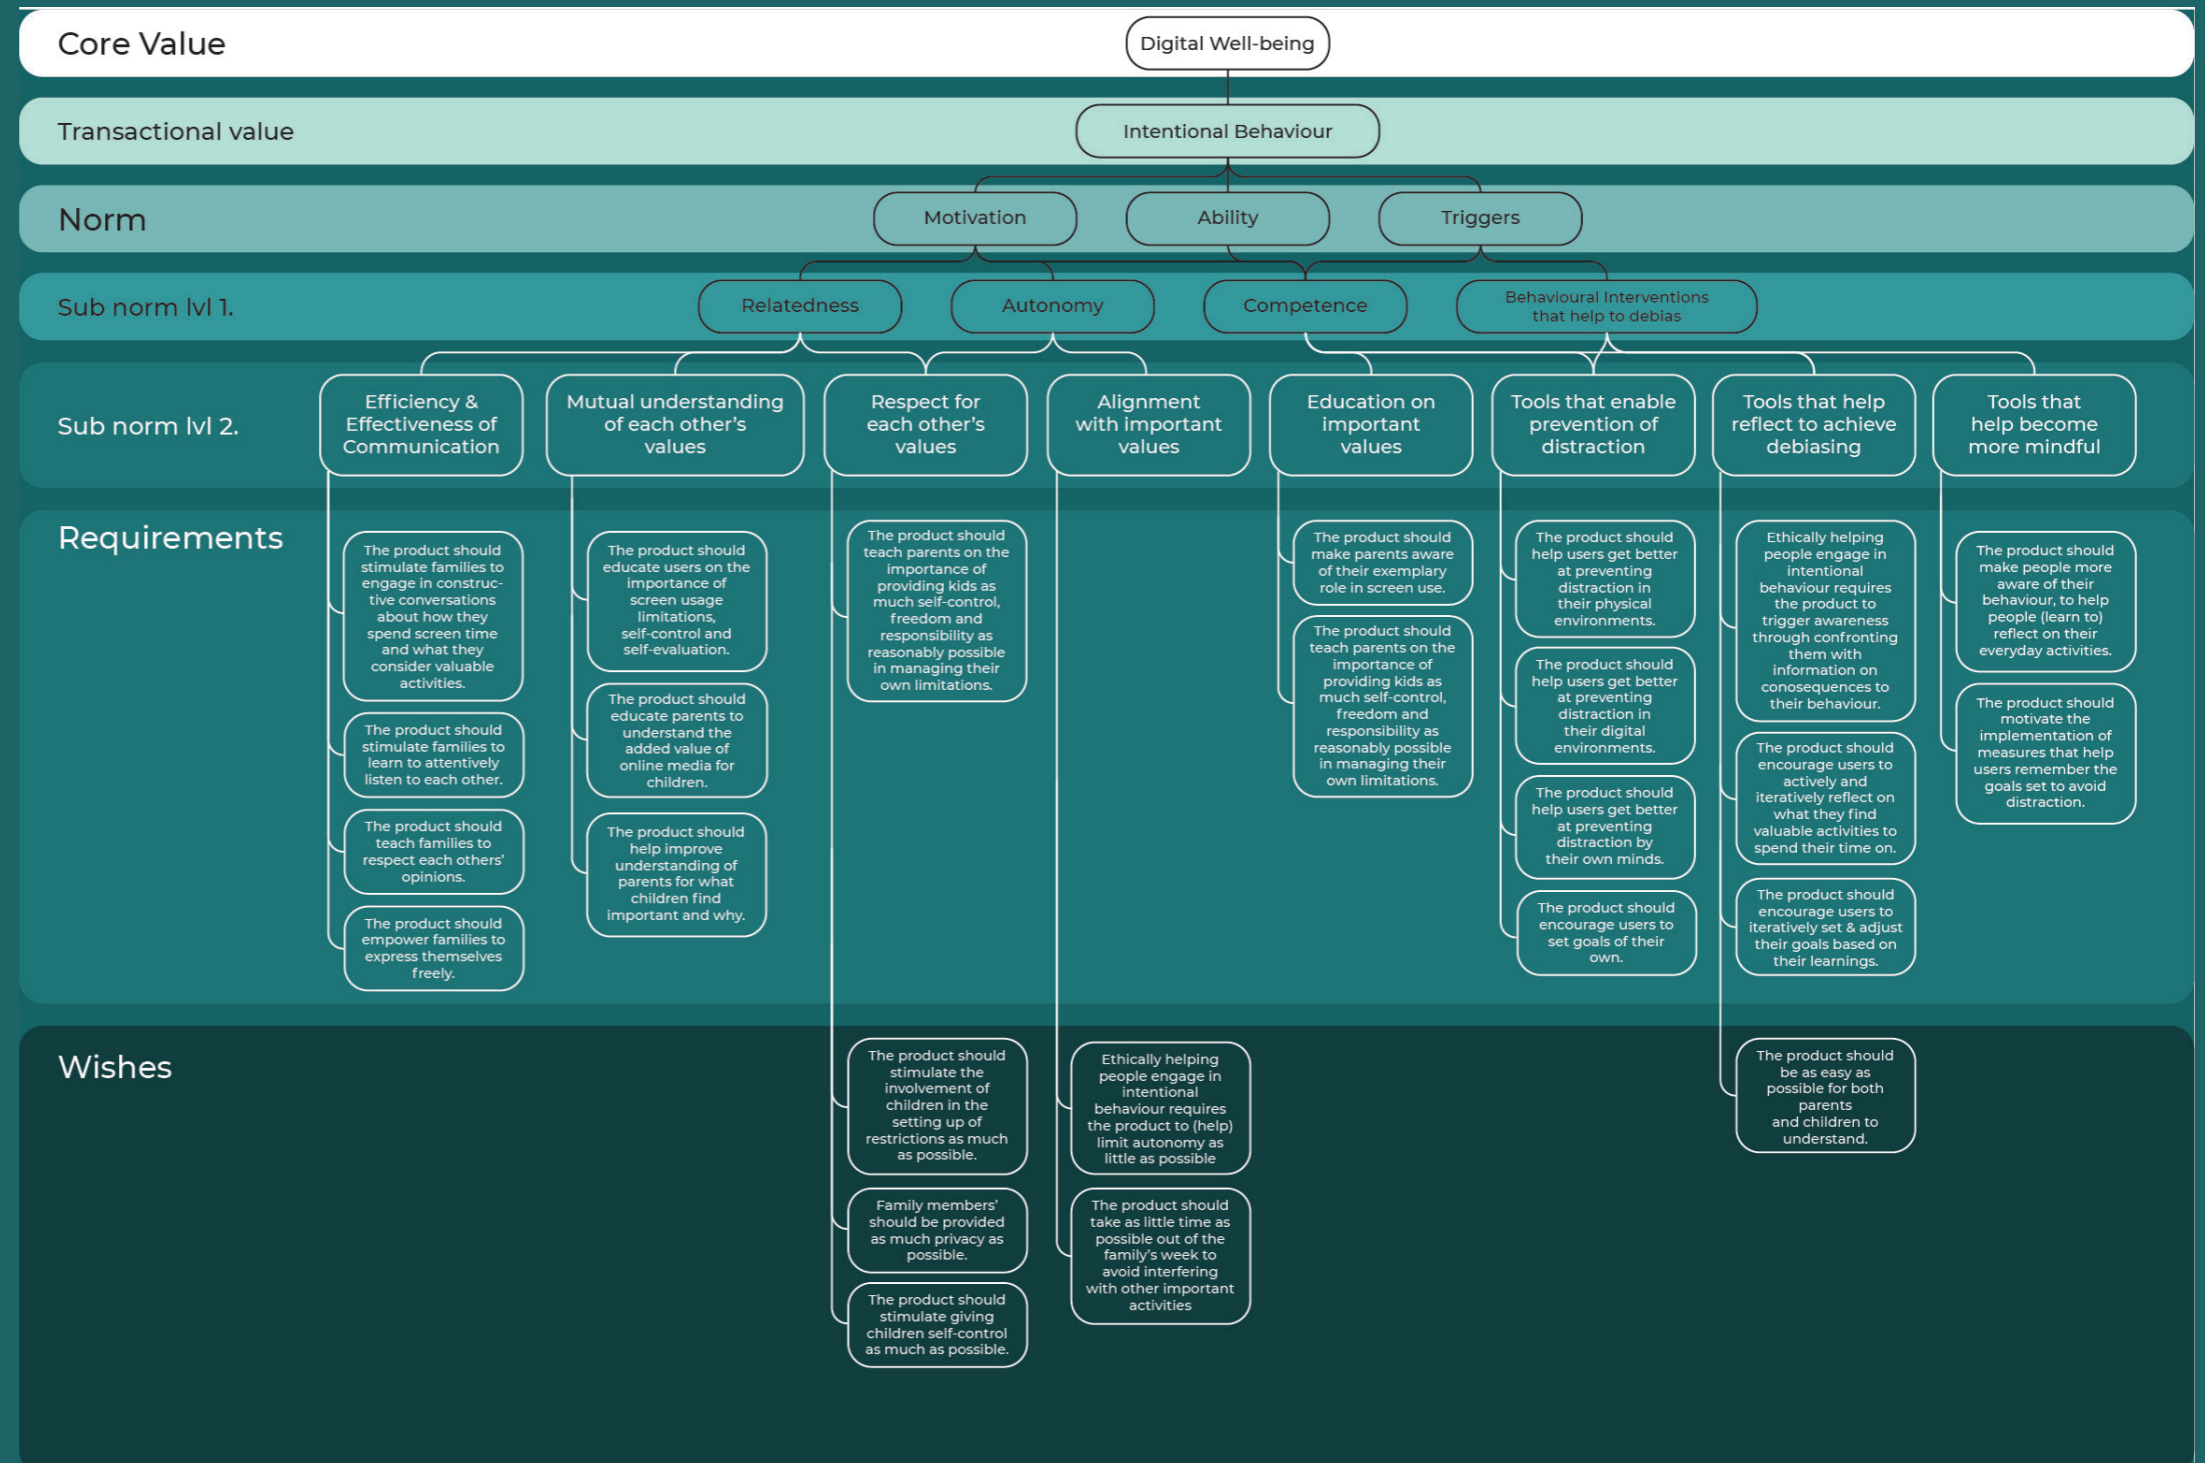 Core Value
Digital Well-being
Transactional value
Intentional Behaviour
Norm
Motivation
Ability
Triggers
Sub norm lvl 1.
Relatedness
Autonomy
Competence
Behavioural Interventions
that help to debias
Sub norm lvl 2.
Efficiency &
Effectiveness of
Communication
Mutual understanding
of each other's
values
Respect for
each other's
values
Alignment
with important
values
Education on
important
values
Tools that enable
prevention of
distraction
Tools that help
reflect to achieve
debiasing
Tools that
help become
more mindful
Requirements
The product should
stimulate families to
engage in construc-
tive conversations
about how they
spend screen time
and what they
consider valuable
activities.
The product should
stimulate families to
learn to attentively
listen to each other.
The product should
teach families to
respect each others'
opinions.
The product should
empower families to
express themselves
freely.
The product should
educate users on the
importance of
screen usage
limitations,
self-control and
self-evaluation.
The product should
educate parents to
understand the
added value of
online media for
children.
The product should
help improve
understanding of
parents for what
children find
important and why.
The product should
teach parents on the
importance of
providing kids as
much self-control,
freedom and
responsibility as
reasonably possible
in managing their
own limitations.
The product should
make parents aware
of their exemplary
role in screen use.
The product should
teach parents on the
importance of
providing kids as
much self-control,
freedom and
responsibility as
reasonably possible
in managing their
own limitations.
The product should
help users get better
at preventing
distraction in
their physical
environments.
The product should
help users get better
at preventing
distraction in
their digital
environments.
The product should
help users get better
at preventing
distraction by
their own minds.
The product should
encourage users to
set goals of their
own.
Ethically helping
people engage in
intentional
behaviour requires
the product to
trigger awareness
through confronting
them with
information on
conosequences to
their behaviour.
The product should
encourage users to
actively and
iteratively reflect on
what they find
valuable activities to
spend their time on.
The product should
encourage users to
iteratively set & adjust
their goals based on
their learnings.
The product should
make people more
aware of their
behaviour, to help
people (learn to)
reflect on their
everyday activities.
The product should
motivate the
implementation of
measures that help
users remember the
goals set to avoid
distraction.
Wishes
The product should
stimulate the
involvement of
children in the
setting up of
restrictions as much
as possible.
Family members'
should be provided
as much privacy as
possible.
The product should
stimulate giving
children self-control
as much as possible.
Ethically helping
people engage in
intentional
behaviour requires
the product to (help)
limit autonomy as
little as possible
The product should
take as little time as
possible out of the
family's week to
avoid interfering
with other important
activities
The product should
be as easy as
possible for both
parents
and children to
understand.